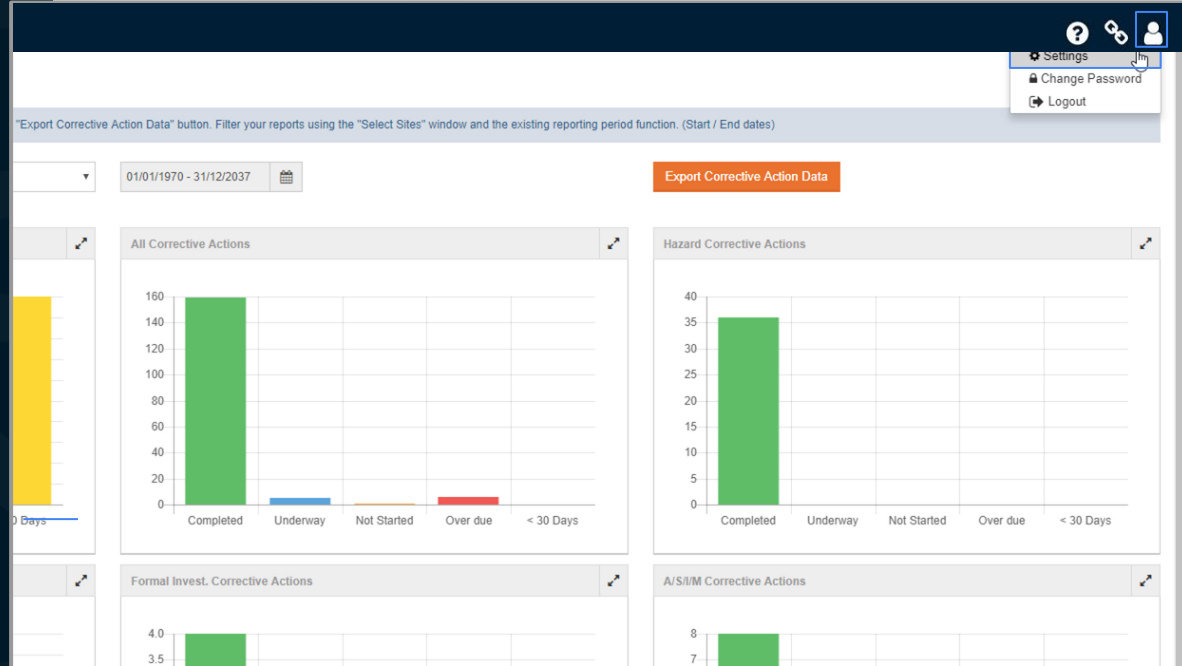 Settings
Change Password
Logout
"Export Corrective Action Data" button. Filter your reports using the "Select Sites" window and the existing reporting period function. (Start / End dates)
01/01/1970 - 31/12/2037
Export Corrective Action Data
All Corrective Actions
Hazard Corrective Actions
160
140
120
100
80
60
40
20
0
Completed Underway Not Started Over due < 30 Days
40
35
30
25
20
15
10
5
0
Completed Underway Not Started Over due < 30 Days
0 Days
Formal Invest. Corrective Actions
A/S/I/M Corrective Actions
4.0
3.5
8
7